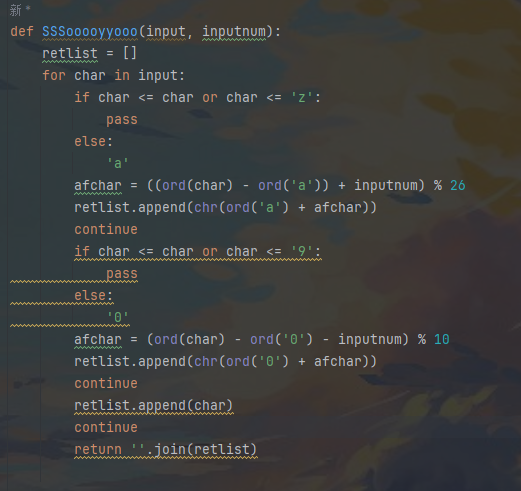 新 *
def SSSooooyyooo(input, inputnum):
    retlist = []
    for char in input:
        if char <= char or char <= 'z':
            pass
        else:
            'a'
        afchar = ((ord(char) - ord('a')) + inputnum) % 26
        retlist.append(chr(ord('a') + afchar))
        continue
        if char <= char or char <= '9':
            pass
        else:
            '0'
        afchar = (ord(char) - ord('0') - inputnum) % 10
        retlist.append(chr(ord('0') + afchar))
        continue
        retlist.append(char)
        continue
        return ''.join(retlist)